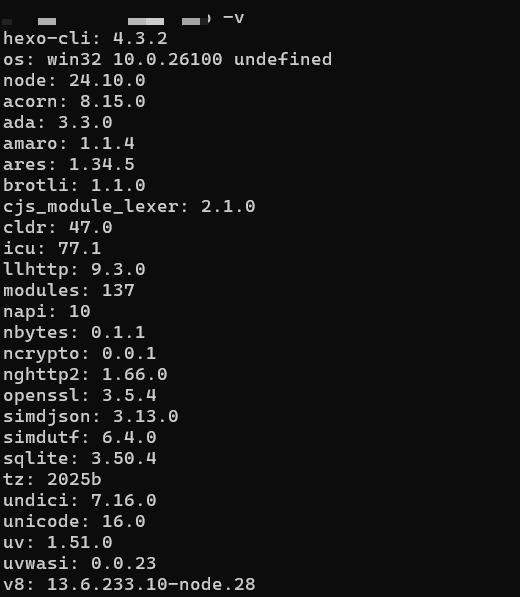 -v
hexo-cli: 4.3.2
os: win32 10.0.26100 undefined
node: 24.10.0
acorn: 8.15.0
ada: 3.3.0
amaro: 1.1.4
ares: 1.34.5
brotli: 1.1.0
cjs_module_lexer: 2.1.0
cldr: 47.0
icu: 77.1
llhttp: 9.3.0
modules: 137
napi: 10
nbytes: 0.1.1
ncrypto: 0.0.1
nghttp2: 1.66.0
openssl: 3.5.4
simdjson: 3.13.0
simdutf: 6.4.0
sqlite: 3.50.4
tz: 2025b
undici: 7.16.0
unicode: 16.0
uv: 1.51.0
uvwasi: 0.0.23
v8: 13.6.233.10-node.28